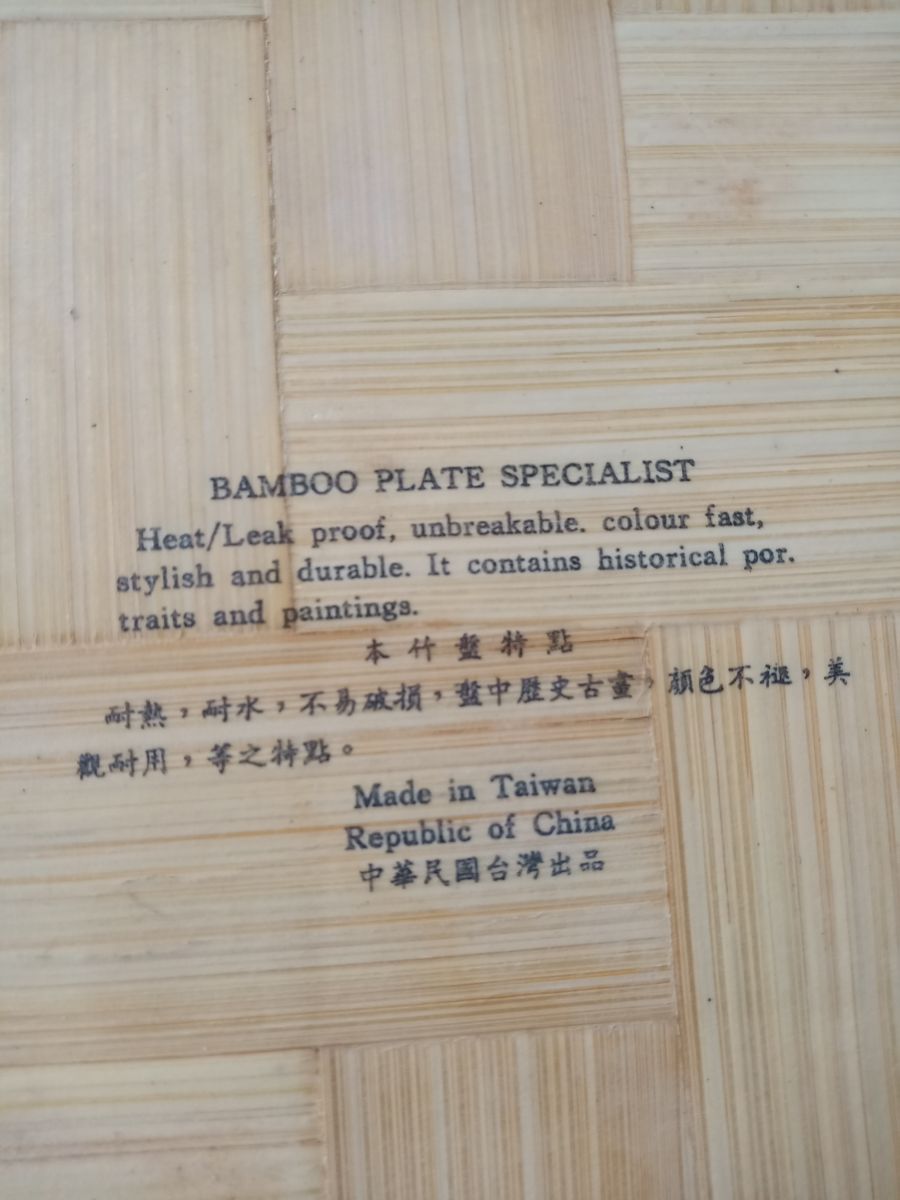 BAMBOO PLATE SPECIALIST
Heat/Leak proof, unbreakable. colour fast,
stylish and durable. It contains historical por.
traits and paintings.
本竹盤特點
耐熱，耐水，不易破損，盤中歷史古畫，顏色不褪，美
觀耐用，等之特點。
Made in Taiwan
Republic of China
中華民國台灣出品